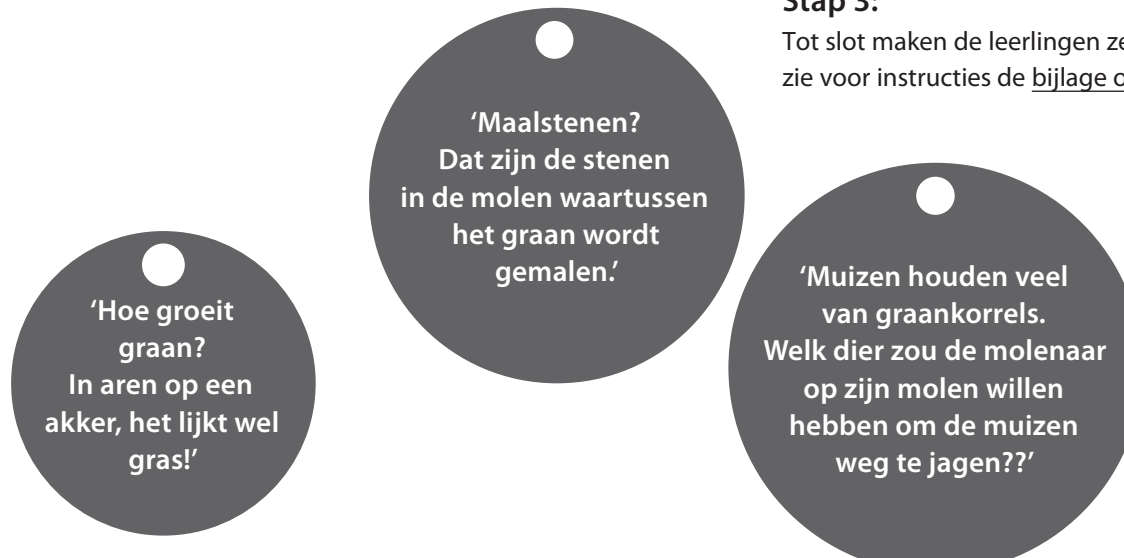 Stap 3:
Tot slot maken de leerlingen
zie voor instructies de bijlage
‘Maalstenen?
Dat zijn de stenen
in de molen waartussen
het graan wordt
gemalen.’
‘Hoe groeit
graan?
In aren op een
akker, het lijkt wel
gras!’
‘Muizen houden veel
van graankorrels.
Welk dier zou de molenaar
op zijn molen willen
hebben om de muizen
weg te jagen??’